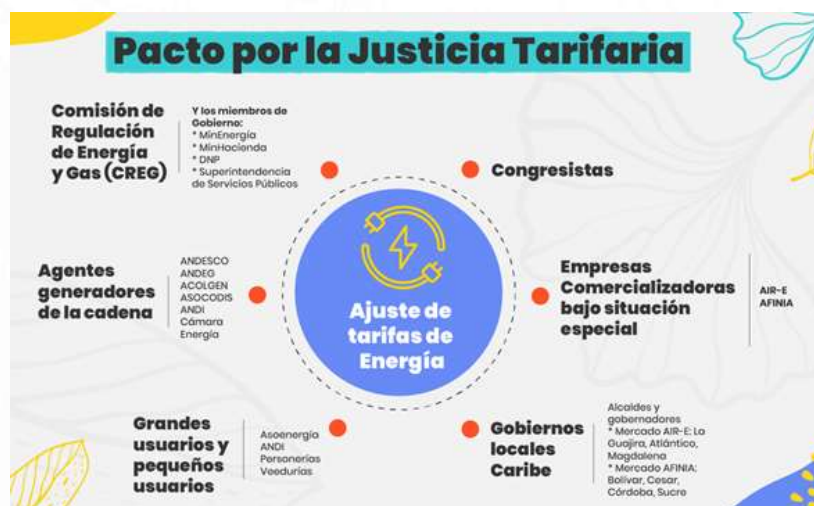 Pacto por la Justicia Tarifaria
Comisión de
Regulación
de Energía
y Gas (CREG)
Y los miembros de
Gobierno:
* MinEnergía
* MinHacienda
* DNP
* Superintendencia
de Servicios Públicos
Congresistas
Agentes
generadores
de la cadena
ANDESCO
ANDEG
ACOLGEN
ASOCODIS
ANDI
Cámara
Energía
Ajuste de
tarifas de
Energía
Empresas
Comercializadoras
bajo situación
especial
AIR-E
AFINIA
Grandes
usuarios y
pequeños
usuarios
Asoenergía
ANDI
Personerías
Veedurías
Gobiernos
locales
Caribe
Alcaldes y
gobernadores
* Mercado AIR-E: La
Guajira, Atlántico,
Magdalena
* Mercado AFINIA:
Bolívar, Cesar,
Córdoba, Sucre